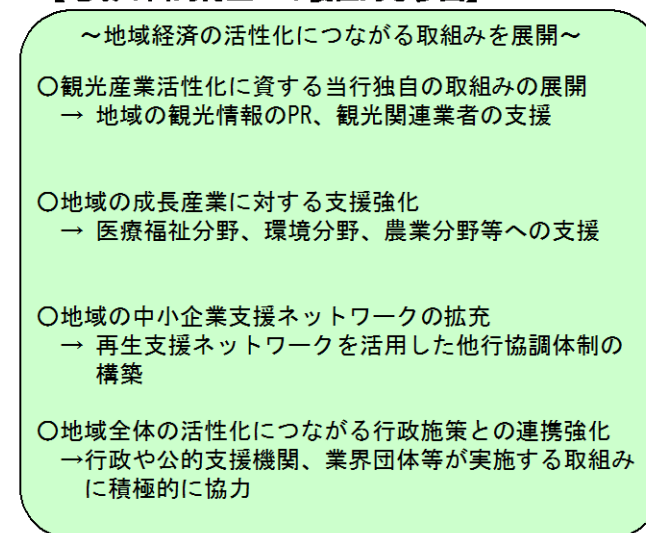 ～地域経済の活性化につながる取組みを展開～
〇観光産業活性化に資する当行独自の取組みの展開
→ 地域の観光情報のPR、観光関連業者の支援
〇地域の成長産業に対する支援強化
→ 医療福祉分野、環境分野、農業分野等への支援
〇地域の中小企業支援ネットワークの拡充
→ 再生支援ネットワークを活用した他行協調体制の
構築
〇地域全体の活性化につながる行政施策との連携強化
→行政や公的支援機関、業界団体等が実施する取組み
に積極的に協力